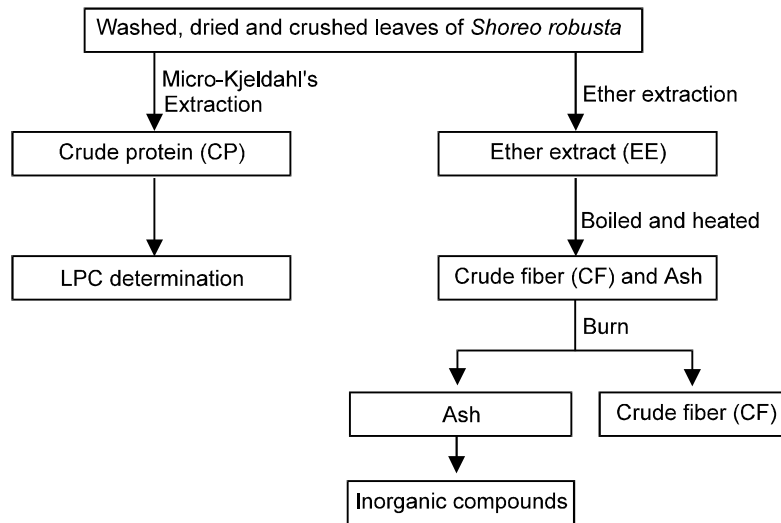 Washed, dried and crushed leaves of Shoreo robusta
Micro-Kjeldahl's
Extraction
Ether extraction
Crude protein (CP)
Ether extract (EE)
Boiled and heated
LPC determination
Crude fiber (CF) and Ash
Burn
Ash
Crude fiber (CF)
Inorganic compounds